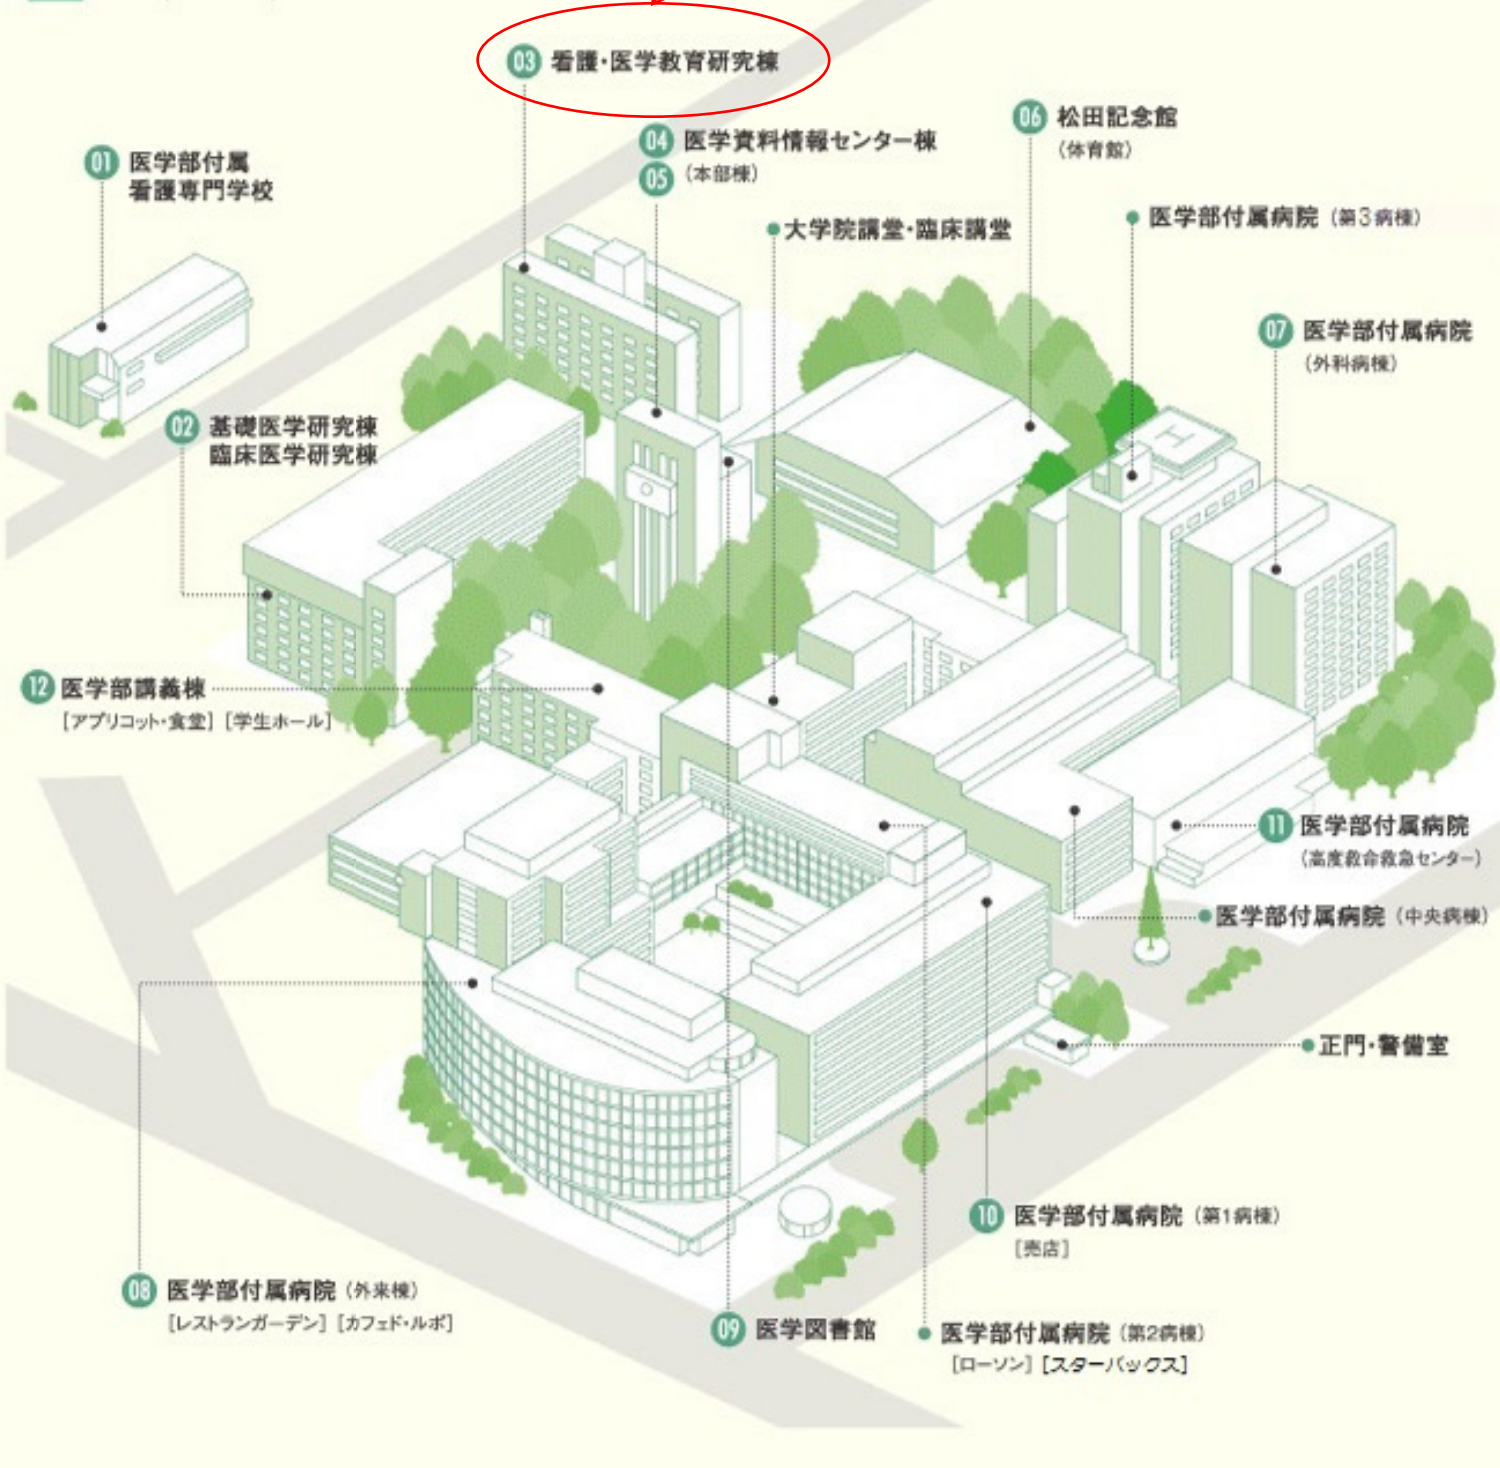 03 看護・医学教育研究棟
04 医学資料情報センター棟
05 （本部棟）
06 松田記念館
（体育館）
01 医学部付属
看護専門学校
大学院講堂・臨床講堂
医学部付属病院（第3病棟）
07 医学部付属病院
（外科病棟）
02 基礎医学研究棟
臨床医学研究棟
12 医学部講義棟
［アプリコット・食堂］［学生ホール］
11 医学部付属病院
（高度救命救急センター）
医学部付属病院（中央病棟）
正門・警備室
10 医学部付属病院（第1病棟）
［売店］
08 医学部付属病院（外来棟）
［レストランガーデン］［カフェド・ルポ］
09 医学図書館
医学部付属病院（第2病棟）
［ローソン］［スターバックス］
H